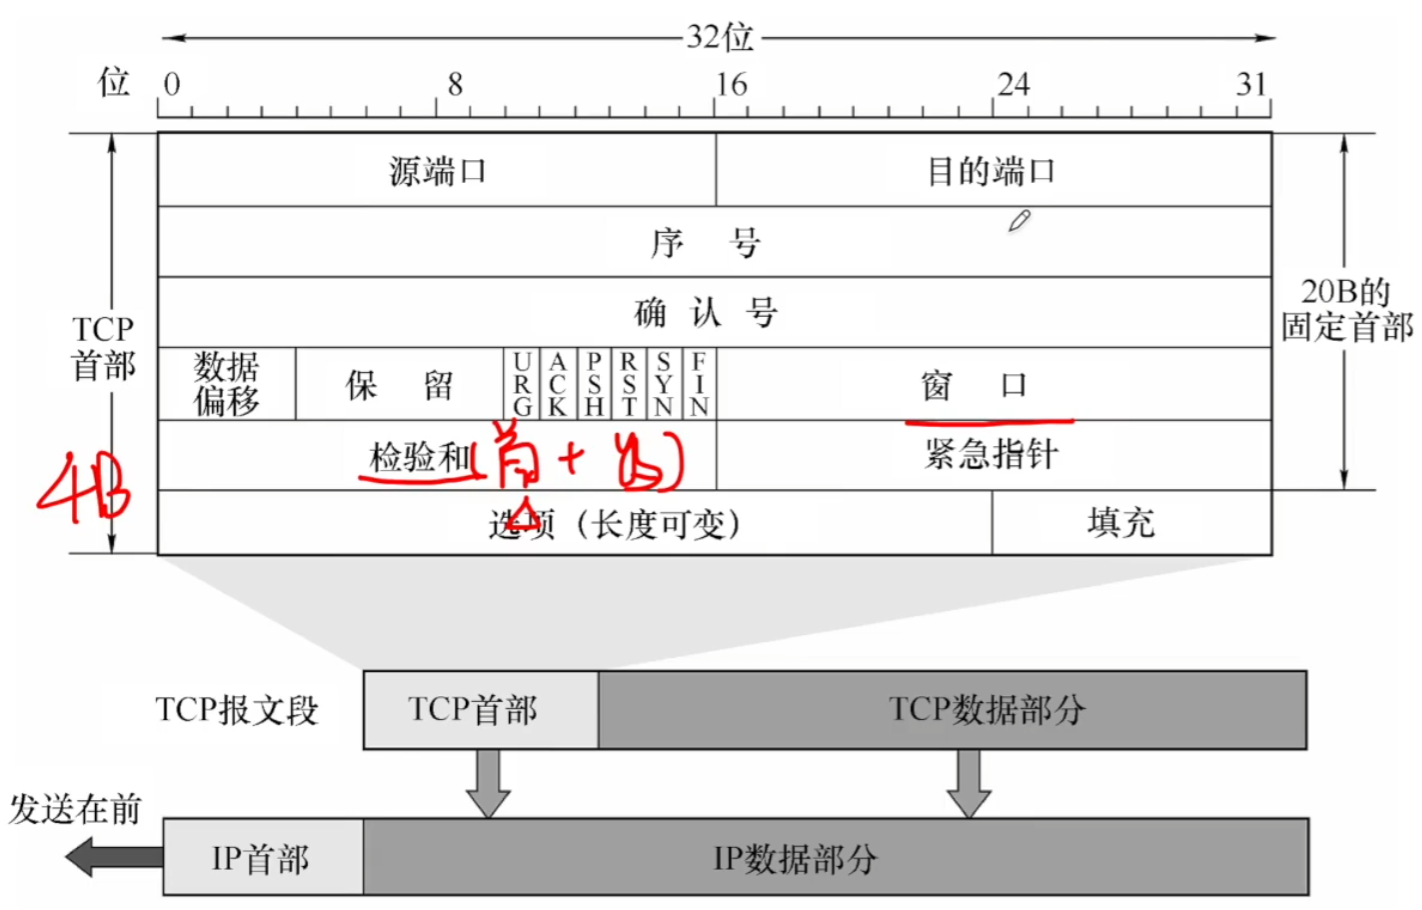 32位
位 0 8 16 24 31
源端口 目的端口
序 号
确 认 号
TCP
首部
20B的
固定首部
数据
偏移
保 留
URG ACK PSH RST SYN FIN
窗 口
检验和(首+数)
紧急指针
4B
选项（长度可变）
填充
TCP报文段 TCP首部 TCP数据部分
发送在前
IP首部 IP数据部分